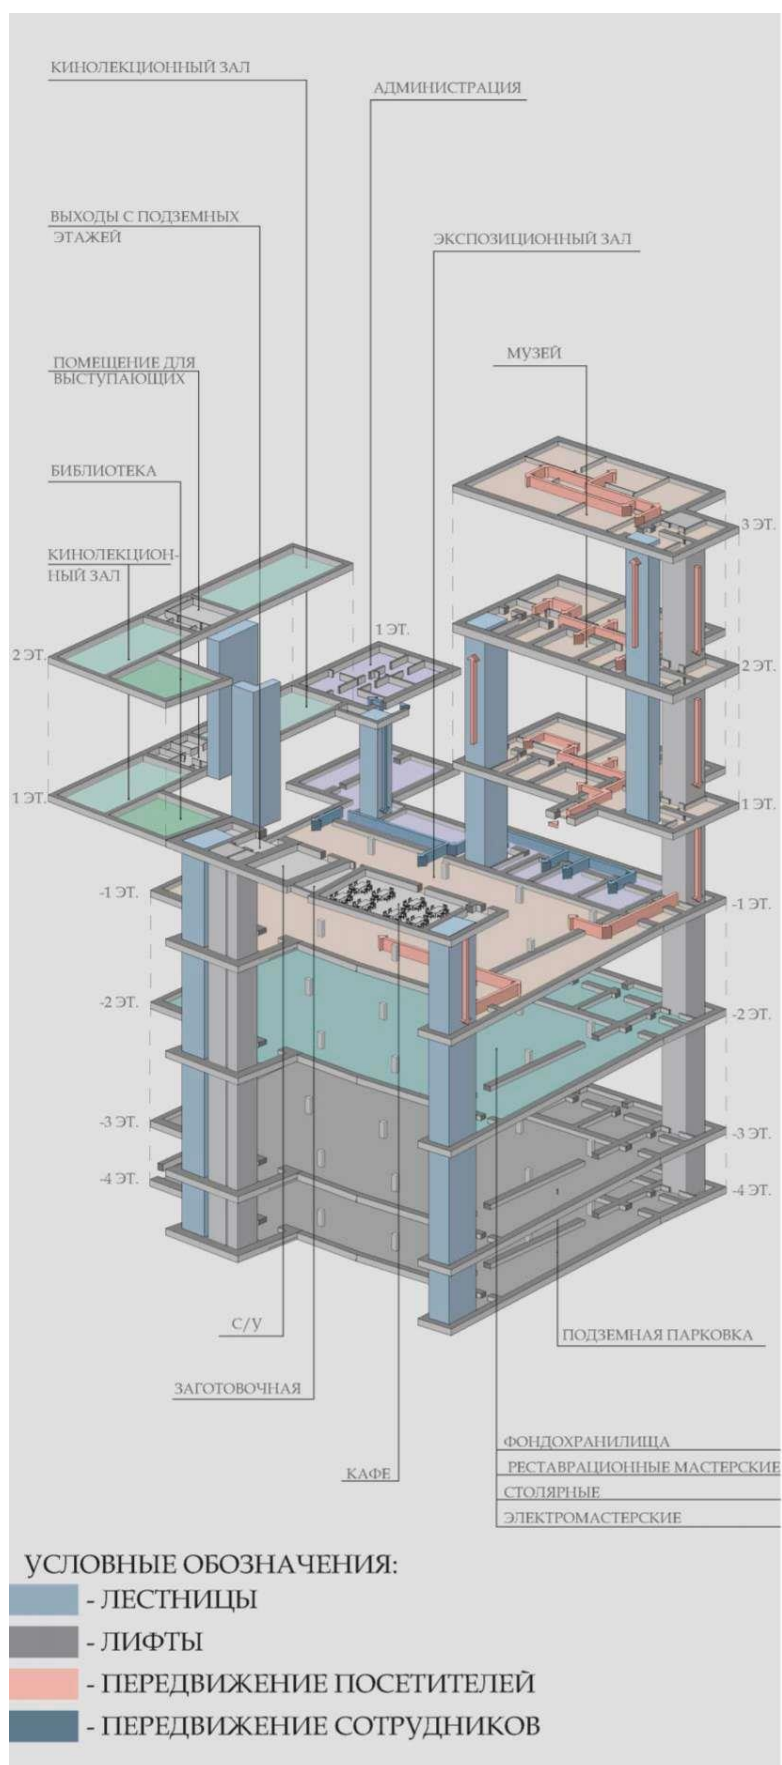 КИНОЛЕКЦИОННЫЙ ЗАЛ
АДМИНИСТРАЦИЯ
ВЫХОДЫ С ПОДЗЕМНЫХ
ЭТАЖЕЙ
ЭКСПОЗИЦИОННЫЙ ЗАЛ
МУЗЕЙ
ПОМЕЩЕНИЕ ДЛЯ
ВЫСТУПАЮЩИХ
БИБЛИОТЕКА
3 ЭТ.
КИНОЛЕКЦИОН-
НЫЙ ЗАЛ
1 ЭТ.
2 ЭТ.
2 ЭТ.
1 ЭТ.
1 ЭТ.
-1 ЭТ.
-1 ЭТ.
-2 ЭТ.
-2 ЭТ.
-3 ЭТ.
-3 ЭТ.
-4 ЭТ.
-4 ЭТ.
С/У
ПОДЗЕМНАЯ ПАРКОВКА
ЗАГОТОВОЧНАЯ
КАФЕ
ФОНДОХРАНИЛИЩА
РЕСТАВРАЦИОННЫЕ МАСТЕРСКИЕ
СТОЛЯРНЫЕ
ЭЛЕКТРОМАСТЕРСКИЕ
УСЛОВНЫЕ ОБОЗНАЧЕНИЯ:
- ЛЕСТНИЦЫ
- ЛИФТЫ
- ПЕРЕДВИЖЕНИЕ ПОСЕТИТЕЛЕЙ
- ПЕРЕДВИЖЕНИЕ СОТРУДНИКОВ